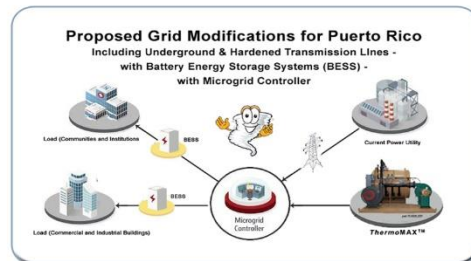 Proposed Grid Modifications for Puerto Rico
Including Underground & Hardened Transmission LInes -
with Battery Energy Storage Systems (BESS) -
with Microgrid Controller
Load (Communities and Institutions
BESS
Current Power Utility
BESS
Load (Commercial and Industrial Buildings)
Microgrid
Controller
ThermoMAX™